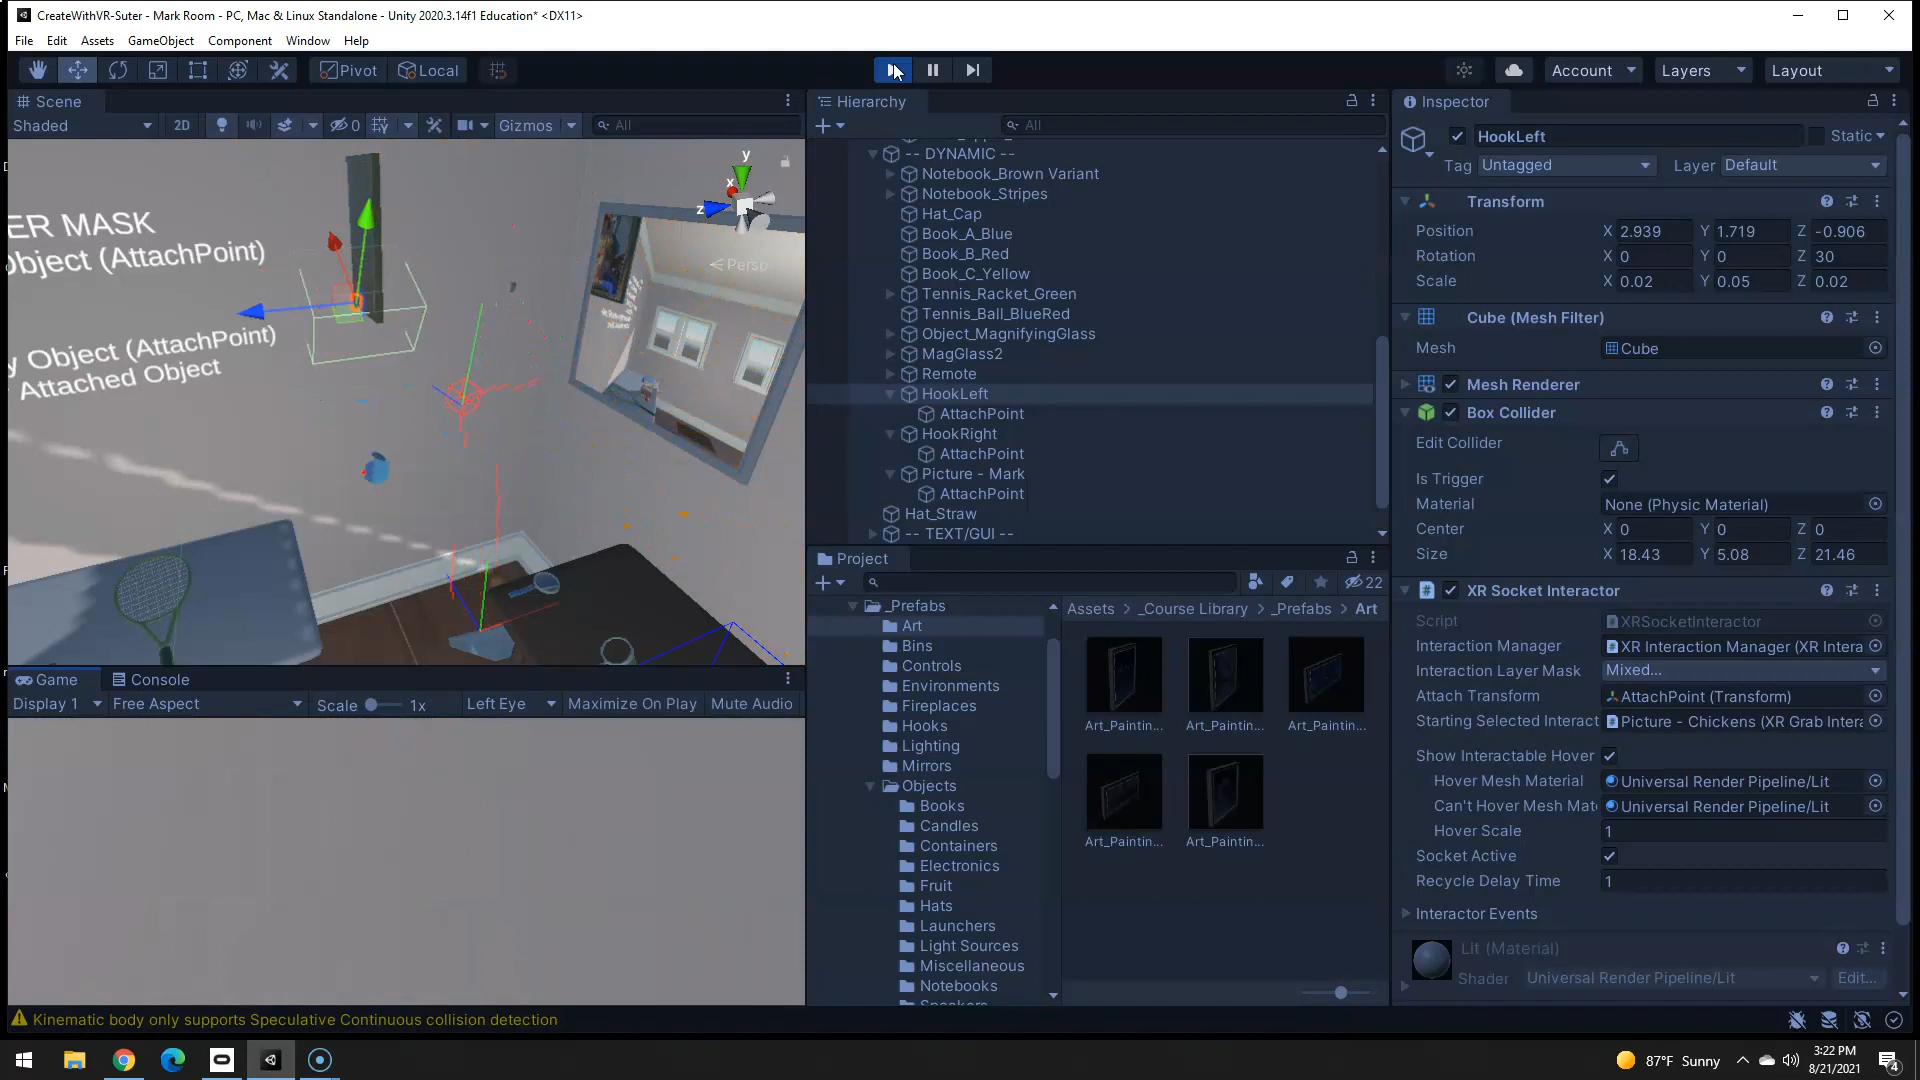 CreateWithVR-Suter - Mark Room - PC, Mac & Linux Standalone - Unity 2020.3.14f1 Education* <DX11>
File Edit Assets GameObject Component Window Help
Pivot Local Account Layers Layout
Scene
Shaded 2D 0 Gizmos All
ER MASK
Object (AttachPoint)
y Object (AttachPoint)
Attached Object
y
x
z
Persp
Game Console
Display 1 Free Aspect Scale 1x Left Eye Maximize On Play Mute Audio
Hierarchy
All
-- DYNAMIC --
Notebook_Brown Variant
Notebook_Stripes
Hat_Cap
Book_A_Blue
Book_B_Red
Book_C_Yellow
Tennis_Racket_Green
Tennis_Ball_BlueRed
Object_MagnifyingGlass
MagGlass2
Remote
HookLeft
AttachPoint
HookRight
AttachPoint
Picture - Mark
AttachPoint
Hat_Straw
-- TEXT/GUI --
Project
22
_Prefabs
Art
Bins
Controls
Environments
Fireplaces
Hooks
Lighting
Mirrors
Objects
Books
Candles
Containers
Electronics
Fruit
Hats
Launchers
Light Sources
Miscellaneous
Notebooks
Speakers
Assets > _Course Library > _Prefabs > Art
Art_Paintin... Art_Paintin... Art_Paintin...
Art_Paintin... Art_Paintin...
Inspector
HookLeft Static
Tag Untagged Layer Default
Transform
Position X 2.939 Y 1.719 Z -0.906
Rotation X 0 Y 0 Z 30
Scale X 0.02 Y 0.05 Z 0.02
Cube (Mesh Filter)
Mesh Cube
Mesh Renderer
Box Collider
Edit Collider
Is Trigger
Material None (Physic Material)
Center X 0 Y 0 Z 0
Size X 18.43 Y 5.08 Z 21.46
XR Socket Interactor
Script XRSocketInteractor
Interaction Manager XR Interaction Manager (XR Intera
Interaction Layer Mask Mixed...
Attach Transform AttachPoint (Transform)
Starting Selected Interact Picture - Chickens (XR Grab Intera
Show Interactable Hover
Hover Mesh Material Universal Render Pipeline/Lit
Can't Hover Mesh Mat Universal Render Pipeline/Lit
Hover Scale 1
Socket Active
Recycle Delay Time 1
Interactor Events
Lit (Material)
Shader Universal Render Pipeline/Lit Edit...
Kinematic body only supports Speculative Continuous collision detection
87°F Sunny
3:22 PM
8/21/2021
4